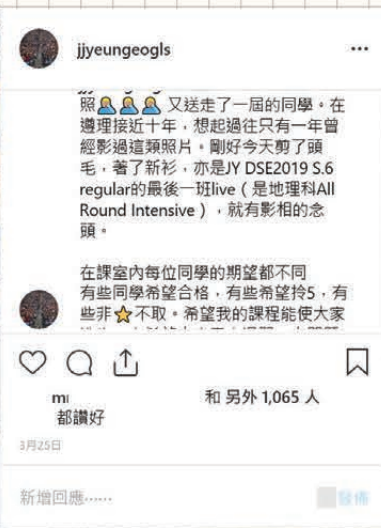 jjyeungeogls
照👤👤👤 又送走了一屆的同學。在
遵理接近十年，想起過往只有一年曾
經影過這類照片。剛好今天剪了頭
毛，著了新衫，亦是JY DSE2019 S.6
regular的最後一班live（是地理科All
Round Intensive），就有影相的念
頭。
在課室內每位同學的期望都不同
有些同學希望合格，有些希望拎5，有
些非⭐不取。希望我的課程能使大家
和 另外 1,065 人
都讚好
3月25日
新增回應……
發佈